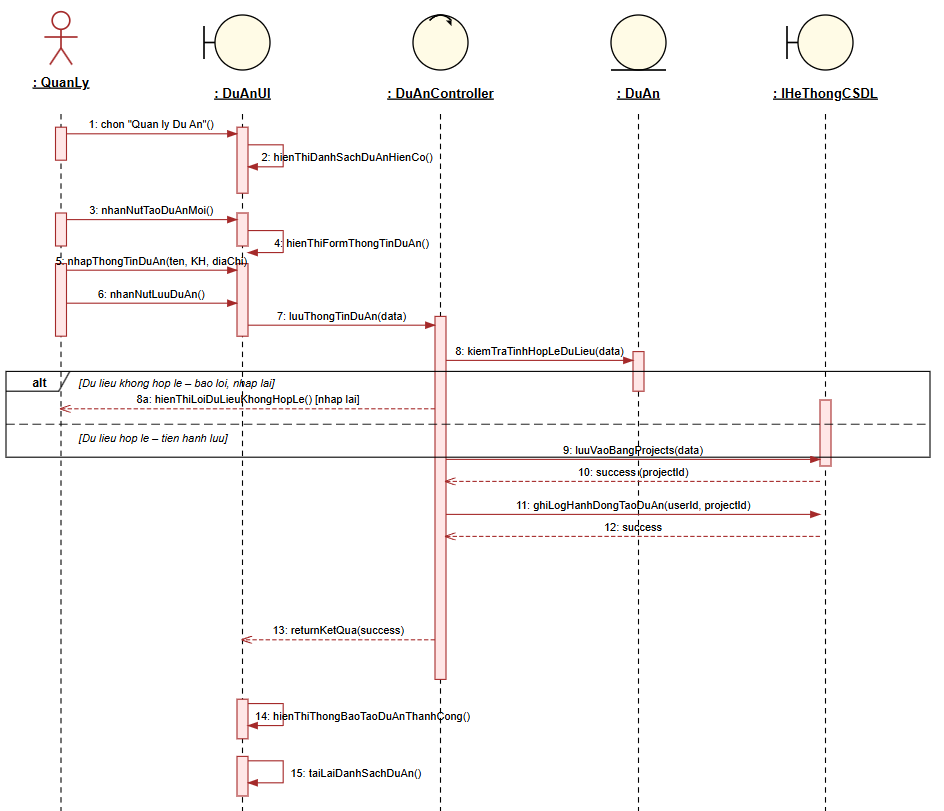 : QuanLy
: DuAnUI
: DuAnController
: DuAn
: IHeThongCSDL
1: chon "Quan ly Du An"()
2: hienThiDanhSachDuAnHienCo()
3: nhanNutTaoDuAnMoi()
4: hienThiFormThongTinDuAn()
5: nhapThongTinDuAn(ten, KH, diaChi)
6: nhanNutLuuDuAn()
7: luuThongTinDuAn(data)
8: kiemTraTinhHopLeDuLieu(data)
alt
[Du lieu khong hop le – bao loi, nhap lai]
8a: hienThiLoiDuLieuKhongHopLe() [nhap lai]
[Du lieu hop le – tien hanh luu]
9: luuVaoBangProjects(data)
10: success (projectId)
11: ghiLogHanhDongTaoDuAn(userId, projectId)
12: success
13: returnKetQua(success)
14: hienThiThongBaoTaoDuAnThanhCong()
15: taiLaiDanhSachDuAn()